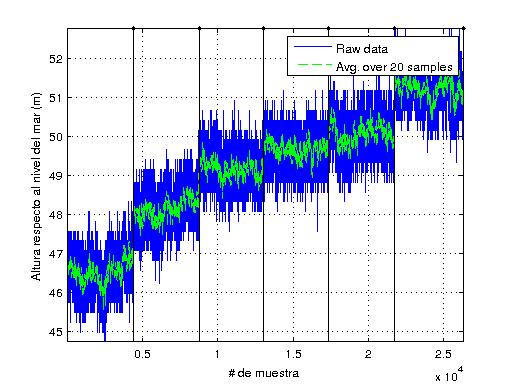 Raw data
Avg. over 20 samples
52
51
50
49
48
47
46
45
Altura respecto al nivel del mar (m)
0.5
1
1.5
2
2.5
x 10^4
# de muestra